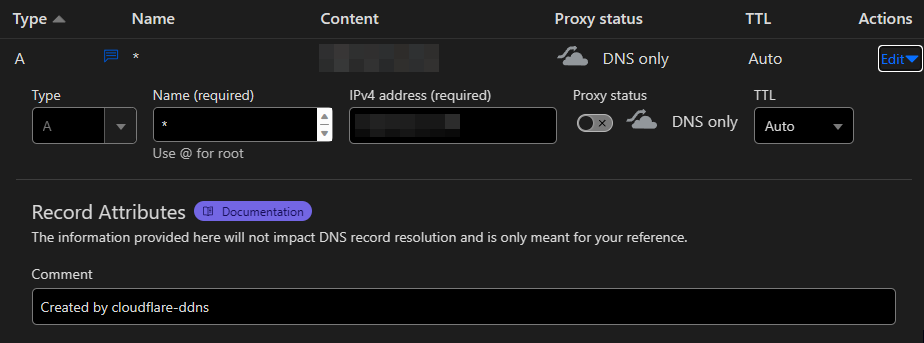 Type Name Content Proxy status TTL Actions
A * DNS only Auto Edit
Type Name (required) IPv4 address (required) Proxy status TTL
A * DNS only Auto
Use @ for root
Record Attributes Documentation
The information provided here will not impact DNS record resolution and is only meant for your reference.
Comment
Created by cloudflare-ddns